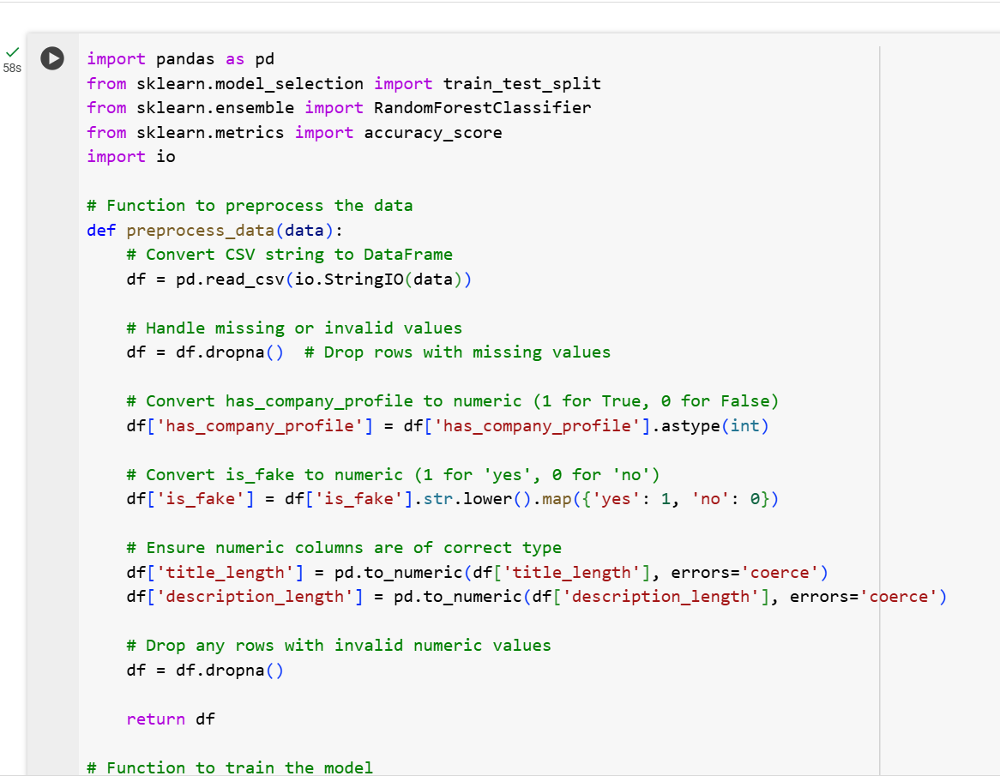 import pandas as pd
from sklearn.model_selection import train_test_split
from sklearn.ensemble import RandomForestClassifier
58s
from sklearn.metrics import accuracy_score
import io

# Function to preprocess the data
def preprocess_data(data):
    # Convert CSV string to DataFrame
    df = pd.read_csv(io.StringIO(data))

    # Handle missing or invalid values
    df = df.dropna()  # Drop rows with missing values

    # Convert has_company_profile to numeric (1 for True, 0 for False)
    df['has_company_profile'] = df['has_company_profile'].astype(int)

    # Convert is_fake to numeric (1 for 'yes', 0 for 'no')
    df['is_fake'] = df['is_fake'].str.lower().map({'yes': 1, 'no': 0})

    # Ensure numeric columns are of correct type
    df['title_length'] = pd.to_numeric(df['title_length'], errors='coerce')
    df['description_length'] = pd.to_numeric(df['description_length'], errors='coerce')

    # Drop any rows with invalid numeric values
    df = df.dropna()

    return df

# Function to train the model